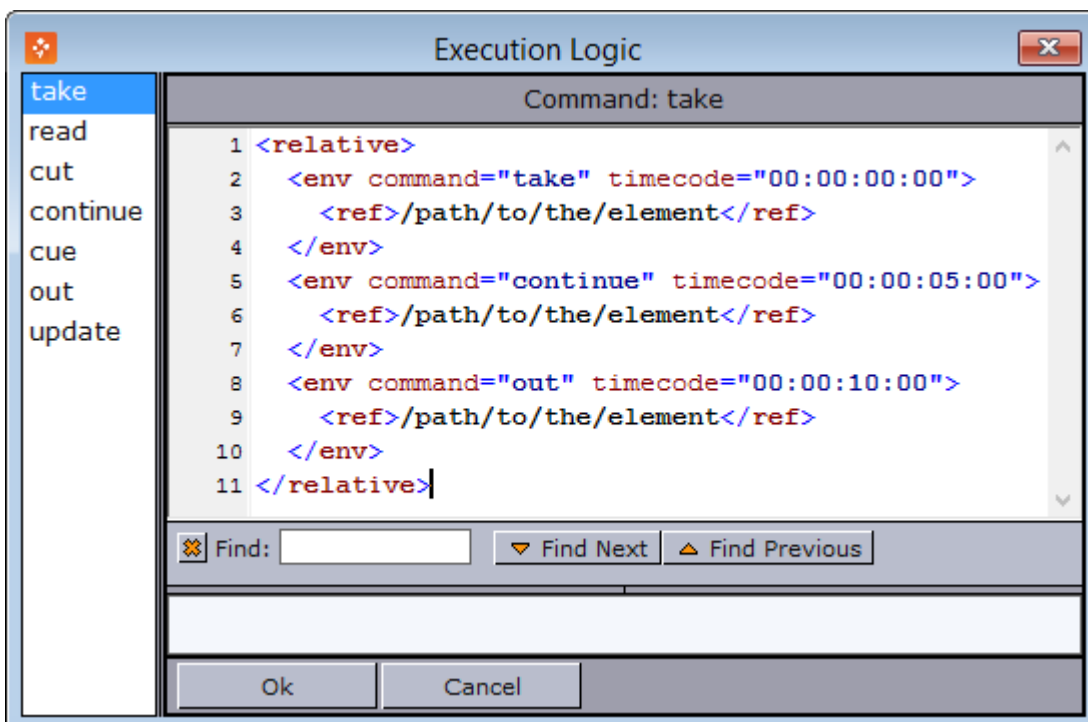 Execution Logic
take
read
cut
continue
cue
out
update
Command: take
1 <relative>
2   <env command="take" timecode="00:00:00:00">
3     <ref>/path/to/the/element</ref>
4   </env>
5   <env command="continue" timecode="00:00:05:00">
6     <ref>/path/to/the/element</ref>
7   </env>
8   <env command="out" timecode="00:00:10:00">
9     <ref>/path/to/the/element</ref>
10   </env>
11 </relative>
Find: Find Next Find Previous
Ok Cancel